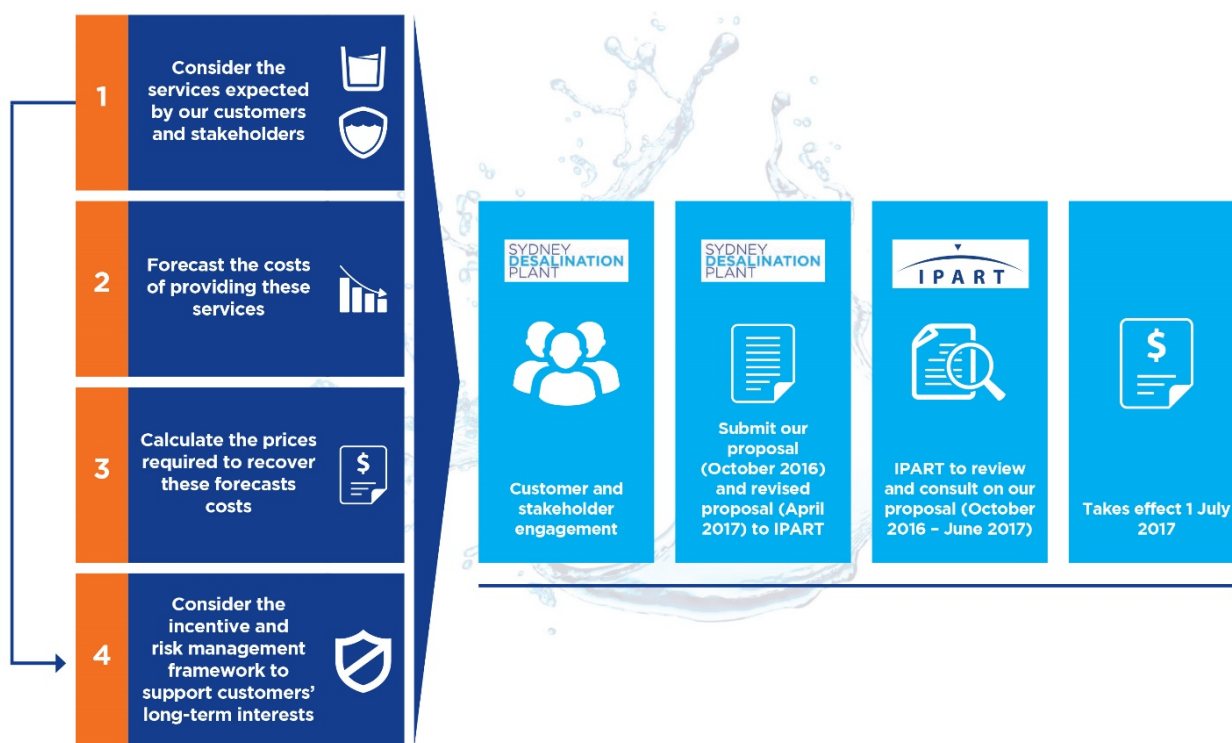 1
Consider the
services expected
by our customers
and stakeholders
2
Forecast the costs
of providing these
services
3
Calculate the prices
required to recover
these forecasts
costs
$
4
Consider the
incentive and
risk management
framework to
support customers'
long-term interests
SYDNEY
DESALINATION
PLANT
Customer and
stakeholder
engagement
SYDNEY
DESALINATION
PLANT
Submit our
proposal
(October 2016)
and revised
proposal (April
2017) to IPART
IPART
IPART to review
and consult on our
proposal (October
2016 – June 2017)
$
Takes effect 1 July
2017